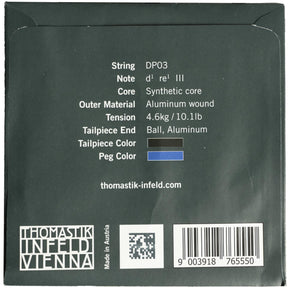 String DP03
Note d¹ re¹ III
Core Synthetic core
Outer Material Aluminum wound
Tension 4.6kg / 10.1lb
Tailpiece End Ball, Aluminum
Tailpiece Color
Peg Color
thomastik-infeld.com
THOMASTIK
INFELD
VIENNA
Made in Austria
9 003918 765550